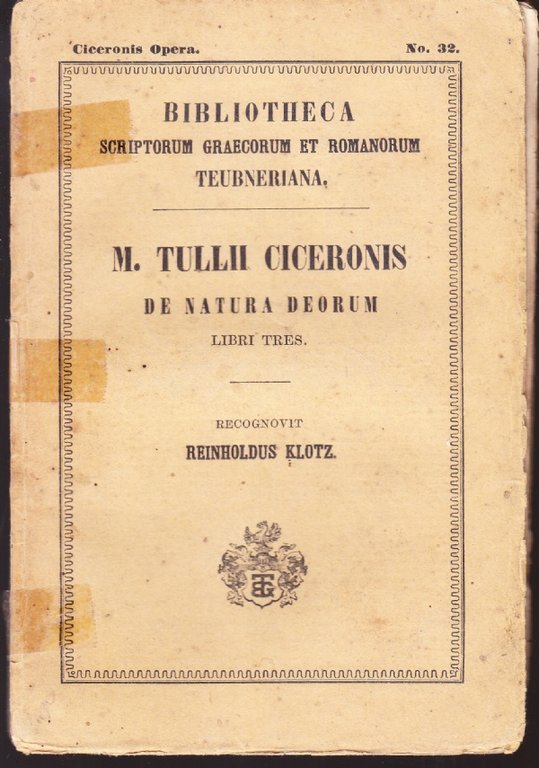 Ciceronis Opera. No. 32.
BIBLIOTHECA
SCRIPTORUM GRAECORUM ET ROMANORUM
TEUBNERIANA.
M. TULLII CICERONIS
DE NATURA DEORUM
LIBRI TRES.
RECOGNOVIT
REINHOLDUS KLOTZ.